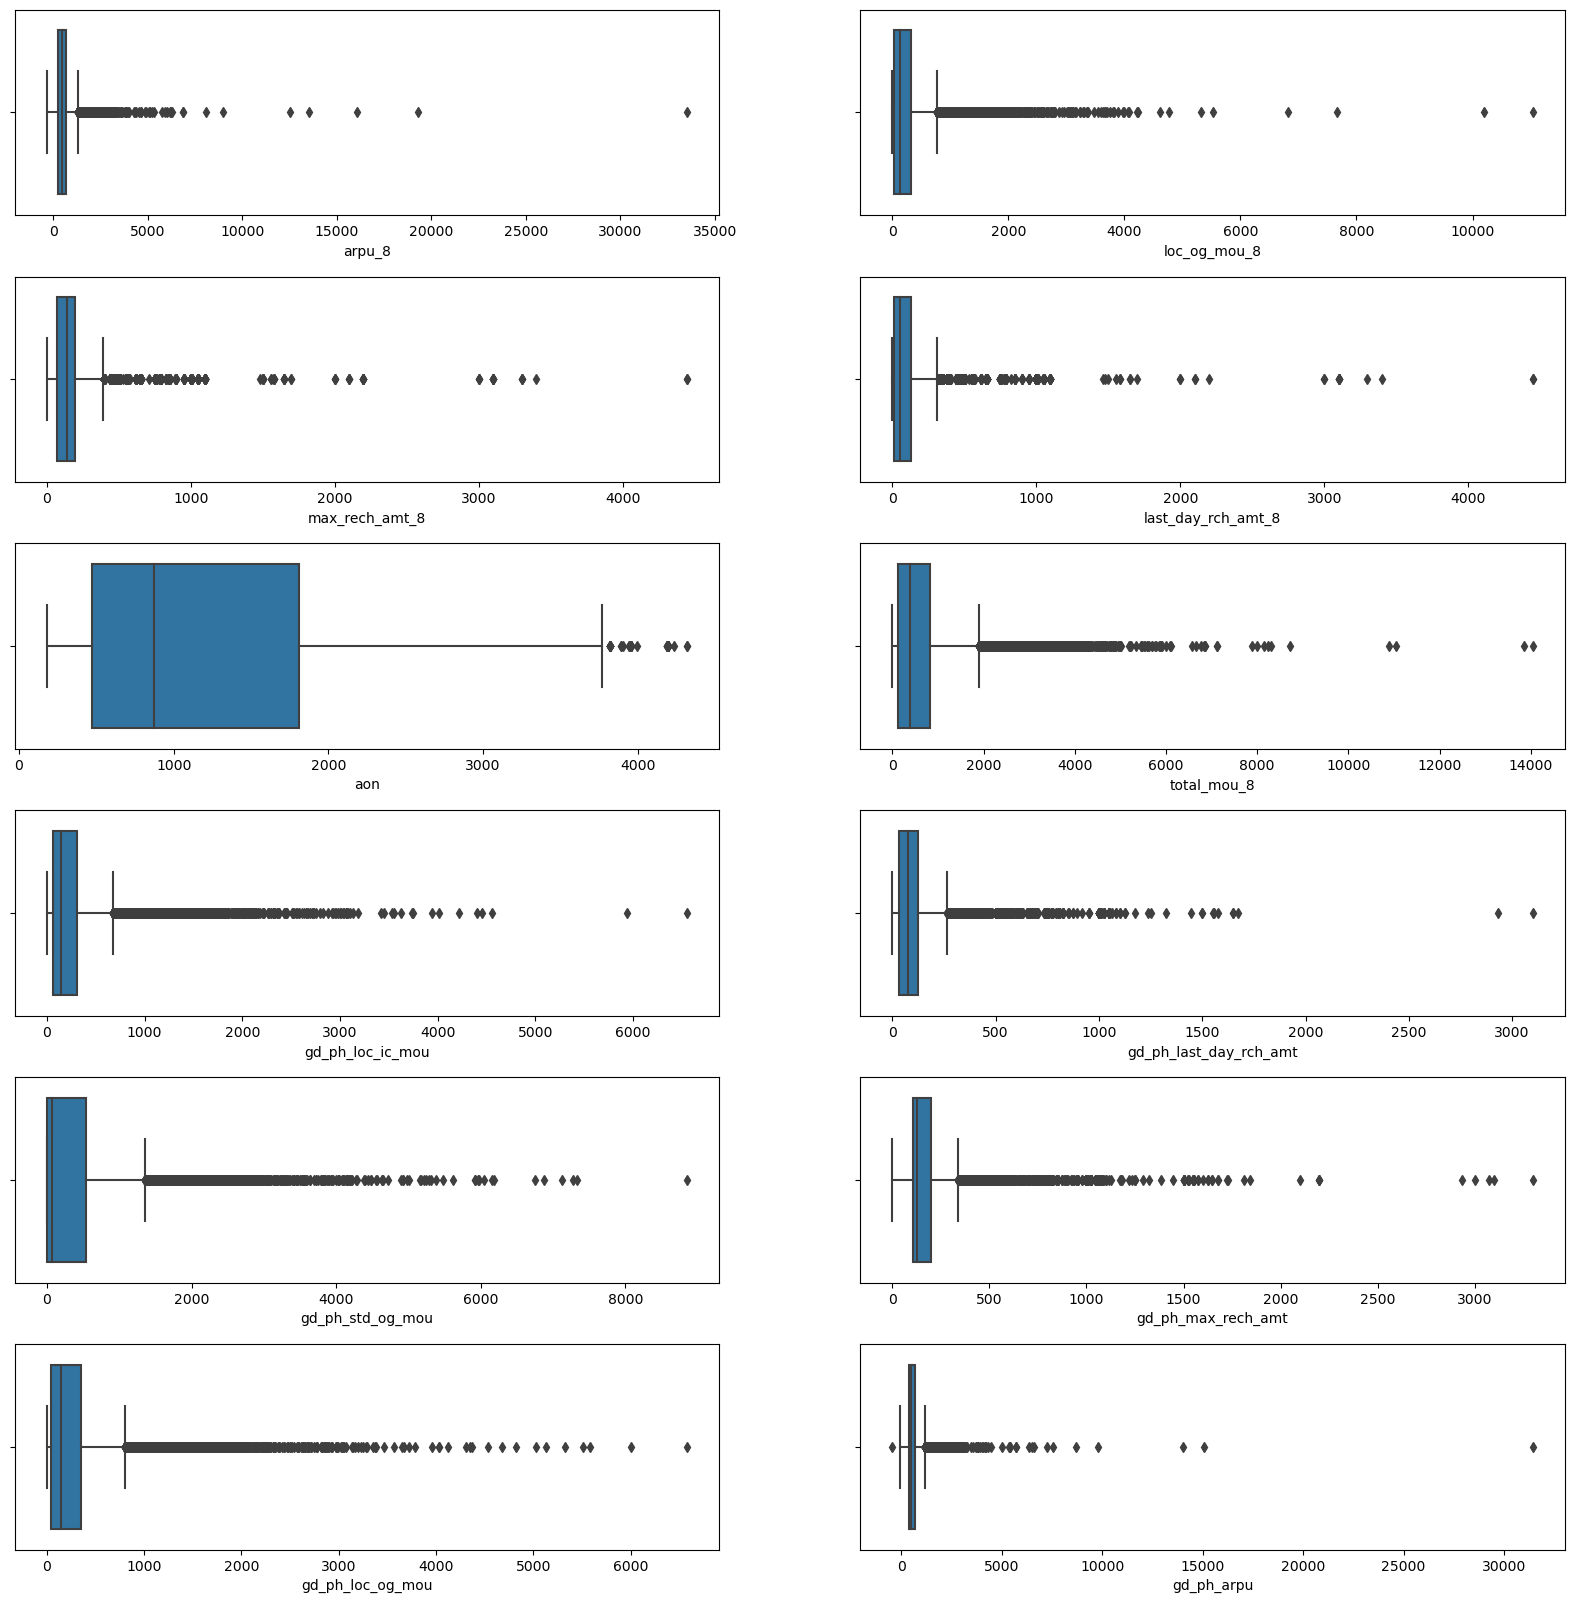 0 5000 10000 15000 20000 25000 30000 35000
arpu_8
0 2000 4000 6000 8000 10000
loc_og_mou_8
0 1000 2000 3000 4000
max_rech_amt_8
0 1000 2000 3000 4000
last_day_rch_amt_8
0 1000 2000 3000 4000
aon
0 2000 4000 6000 8000 10000 12000 14000
total_mou_8
0 1000 2000 3000 4000 5000 6000
gd_ph_loc_ic_mou
0 500 1000 1500 2000 2500 3000
gd_ph_last_day_rch_amt
0 2000 4000 6000 8000
gd_ph_std_og_mou
0 500 1000 1500 2000 2500 3000
gd_ph_max_rech_amt
0 1000 2000 3000 4000 5000 6000
gd_ph_loc_og_mou
0 5000 10000 15000 20000 25000 30000
gd_ph_arpu